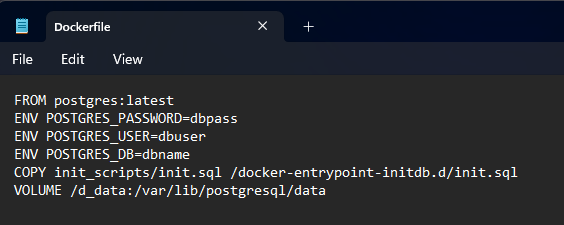 Dockerfile
File Edit View
FROM postgres:latest
ENV POSTGRES_PASSWORD=dbpass
ENV POSTGRES_USER=dbuser
ENV POSTGRES_DB=dbname
COPY init_scripts/init.sql /docker-entrypoint-initdb.d/init.sql
VOLUME /d_data:/var/lib/postgresql/data